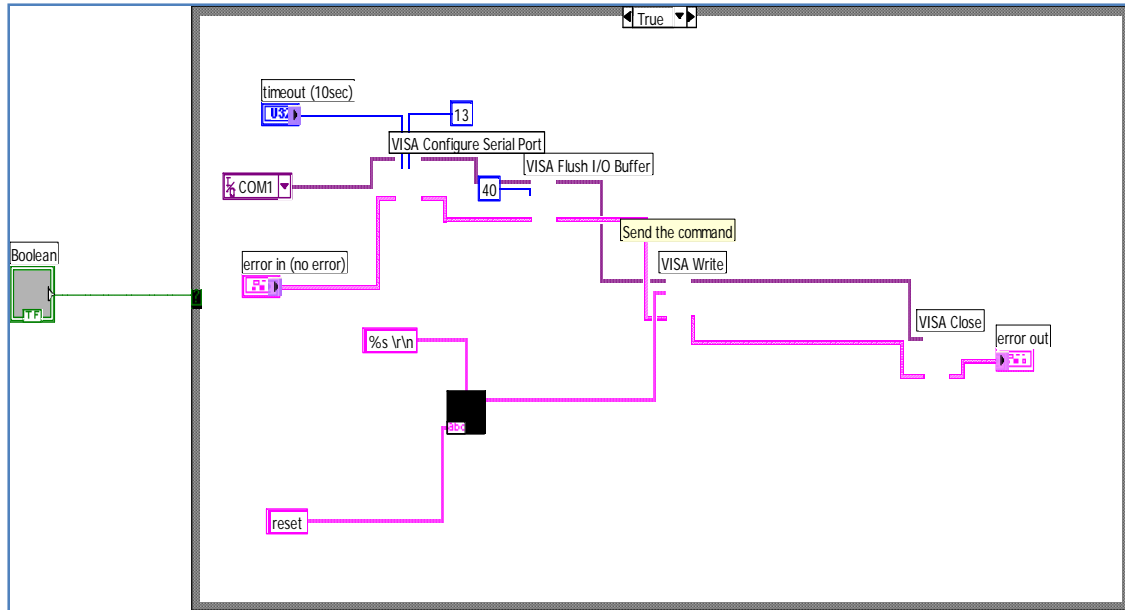 True
timeout (10sec)
U32
13
VISA Configure Serial Port
VISA Flush I/O Buffer
COM1
40
Send the command
Boolean
error in (no error)
VISA Write
TF
VISA Close
error out
%s \r\n
abc
reset